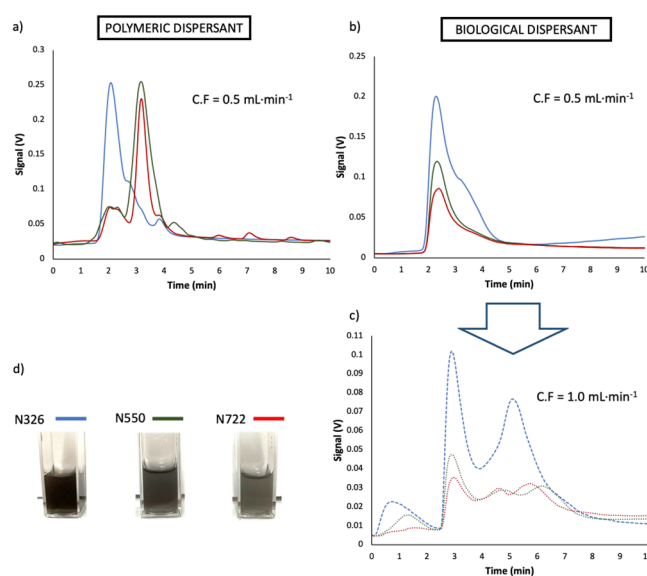 a)
POLYMERIC DISPERSANT
C.F = 0.5 mL·min⁻¹
Signal (V)
0.3
0.25
0.2
0.15
0.1
0.05
0
0 1 2 3 4 5 6 7 8 9 10
Time (min)
b)
BIOLOGICAL DISPERSANT
C.F = 0.5 mL·min⁻¹
Signal (V)
0.25
0.2
0.15
0.1
0.05
0
0 1 2 3 4 5 6 7 8 9 10
Time (min)
c)
C.F = 1.0 mL·min⁻¹
Signal (V)
0.11
0.1
0.09
0.08
0.07
0.06
0.05
0.04
0.03
0.02
0.01
0
0 1 2 3 4 5 6 7 8 9 10
Time (min)
d)
N326 N550 N722